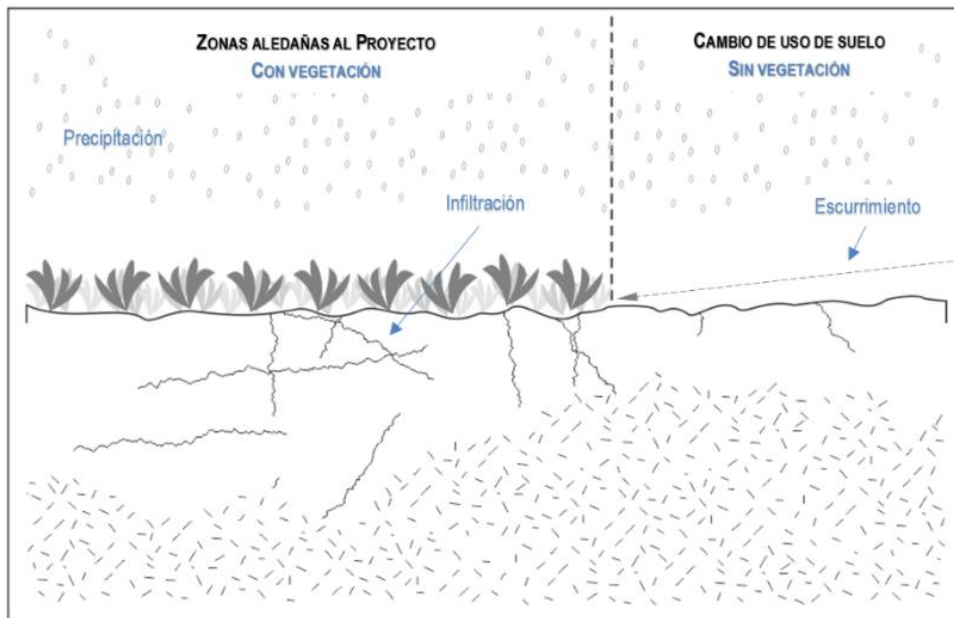 ZONAS ALEDAÑAS AL PROYECTO
CON VEGETACIÓN
CAMBIO DE USO DE SUELO
SIN VEGETACIÓN
Precipitación
Infiltración
Escurrimiento